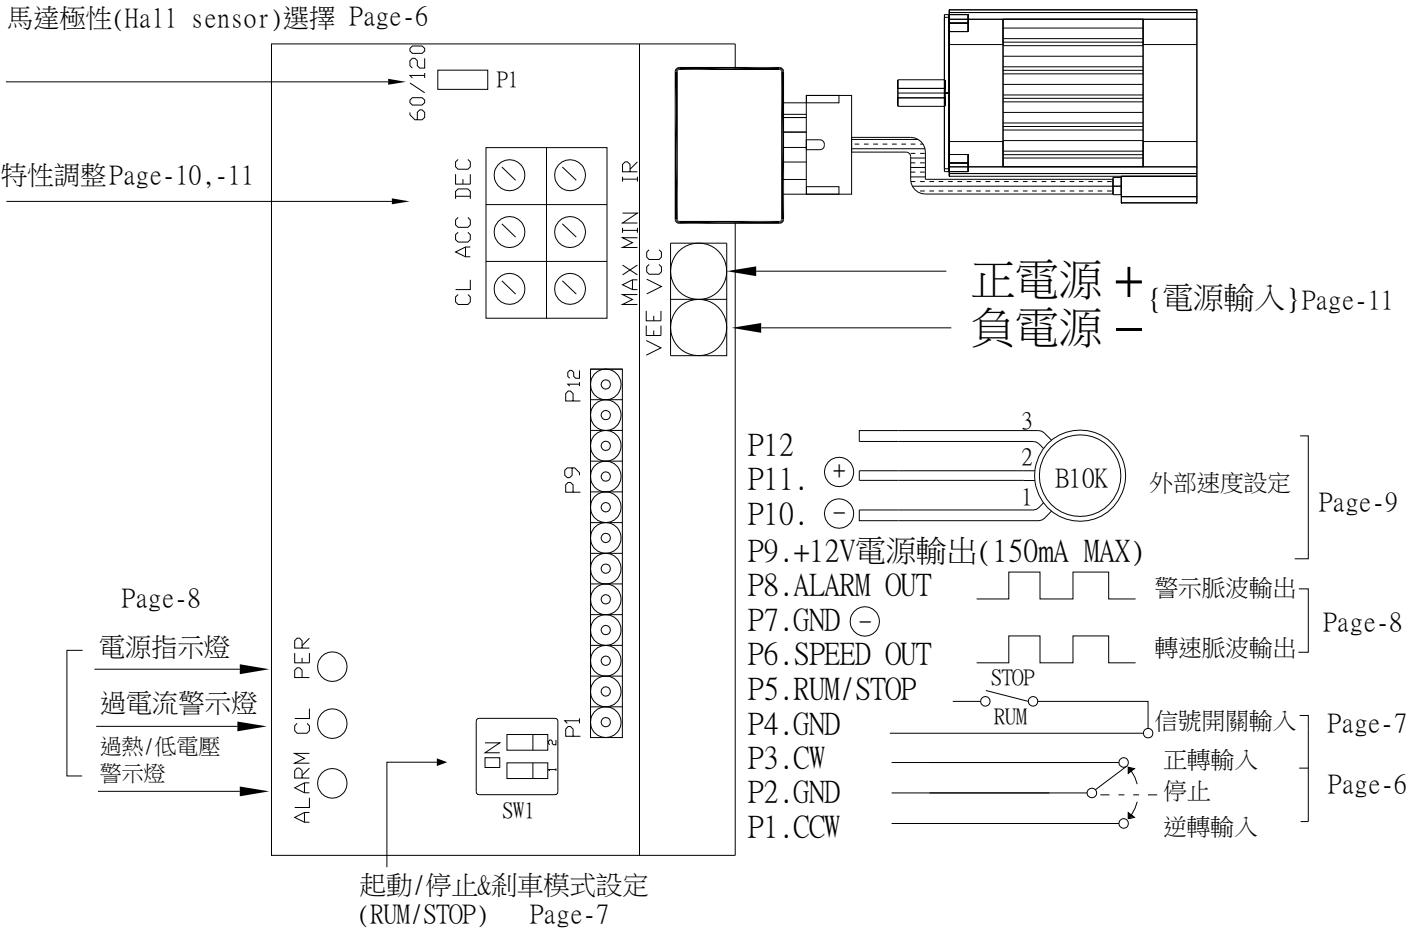 馬達極性(Hall sensor)選擇 Page-6
60/120
P1
特性調整Page-10,-11
CL ACC DEC
MAX MIN IR
VEE VCC
正電源 +
負電源 −
{電源輸入}Page-11
P12
P9
P1
P12
P11. +
P10. −
3
2
1
B10K
外部速度設定
Page-9
P9.+12V電源輸出(150mA MAX)
P8.ALARM OUT
警示脈波輸出
P7.GND −
Page-8
P6.SPEED OUT
轉速脈波輸出
P5.RUM/STOP
STOP
RUM
P4.GND
信號開關輸入
Page-7
P3.CW
正轉輸入
P2.GND
停止
Page-6
P1.CCW
逆轉輸入
Page-8
電源指示燈
PER
過電流警示燈
CL
過熱/低電壓
警示燈
ALARM
ON
2
1
SW1
起動/停止&剎車模式設定
(RUM/STOP) Page-7